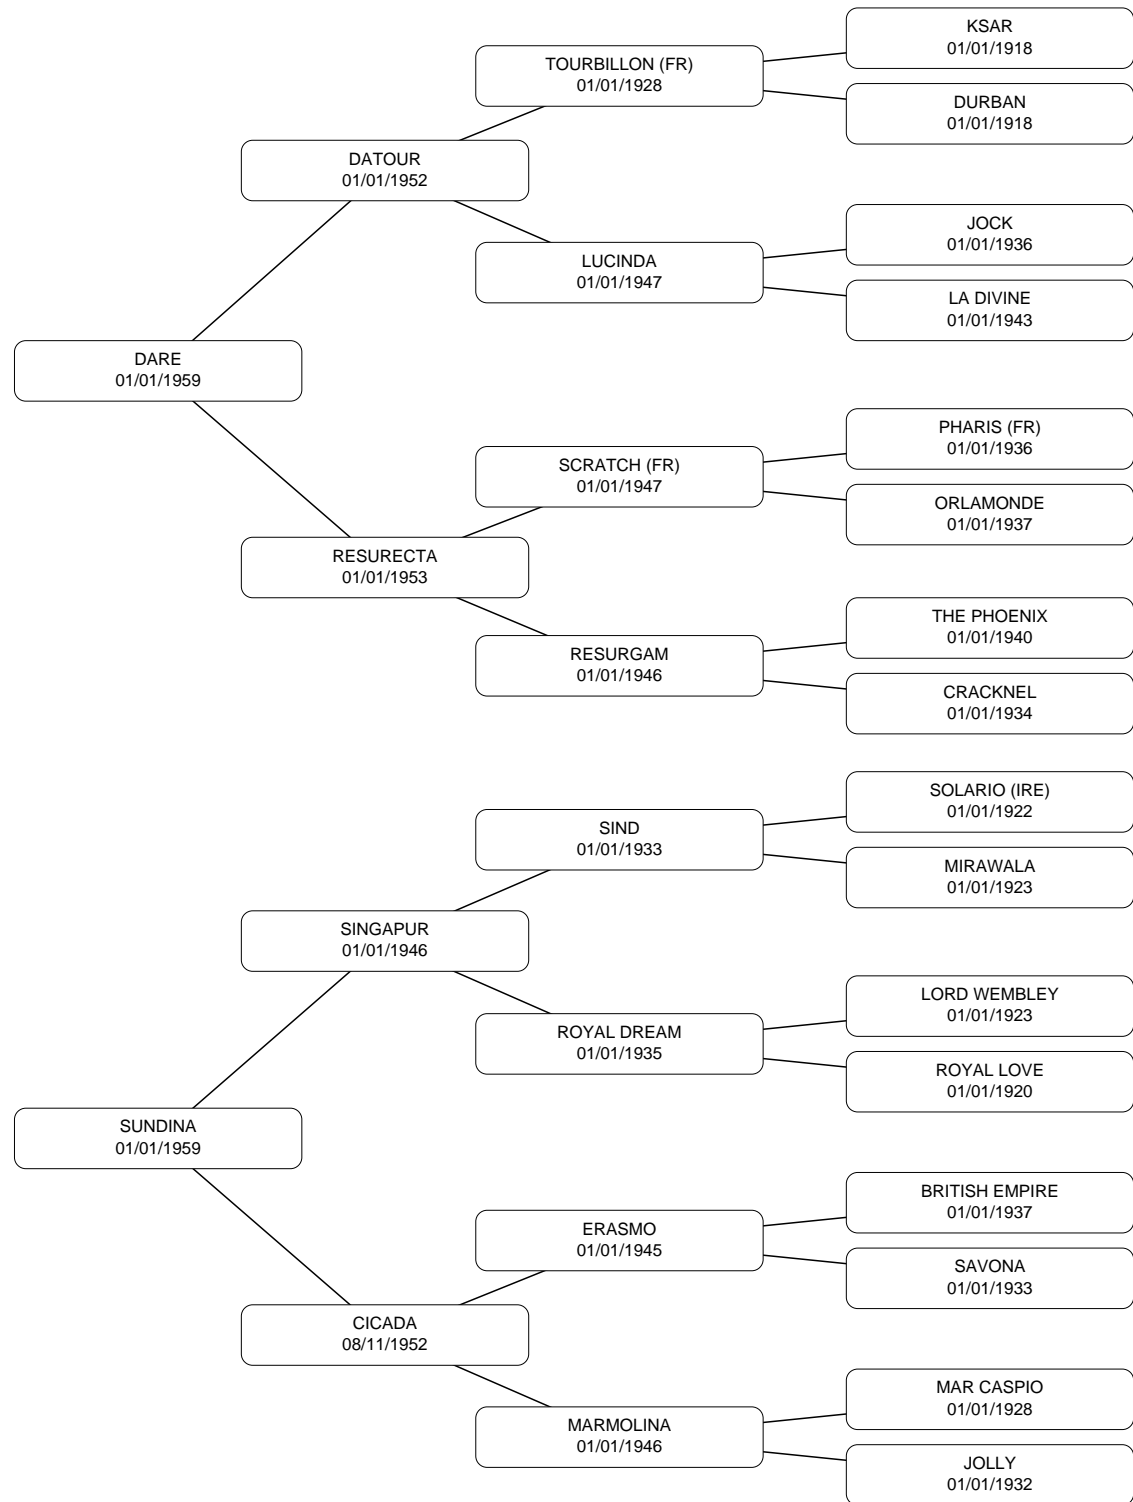 KSAR
01/01/1918
TOURBILLON (FR)
01/01/1928
DURBAN
01/01/1918
DATOUR
01/01/1952
JOCK
01/01/1936
LUCINDA
01/01/1947
LA DIVINE
01/01/1943
DARE
01/01/1959
PHARIS (FR)
01/01/1936
SCRATCH (FR)
01/01/1947
ORLAMONDE
01/01/1937
RESURECTA
01/01/1953
THE PHOENIX
01/01/1940
RESURGAM
01/01/1946
CRACKNEL
01/01/1934
SOLARIO (IRE)
01/01/1922
SIND
01/01/1933
MIRAWALA
01/01/1923
SINGAPUR
01/01/1946
LORD WEMBLEY
01/01/1923
ROYAL DREAM
01/01/1935
ROYAL LOVE
01/01/1920
SUNDINA
01/01/1959
BRITISH EMPIRE
01/01/1937
ERASMO
01/01/1945
SAVONA
01/01/1933
CICADA
08/11/1952
MAR CASPIO
01/01/1928
MARMOLINA
01/01/1946
JOLLY
01/01/1932